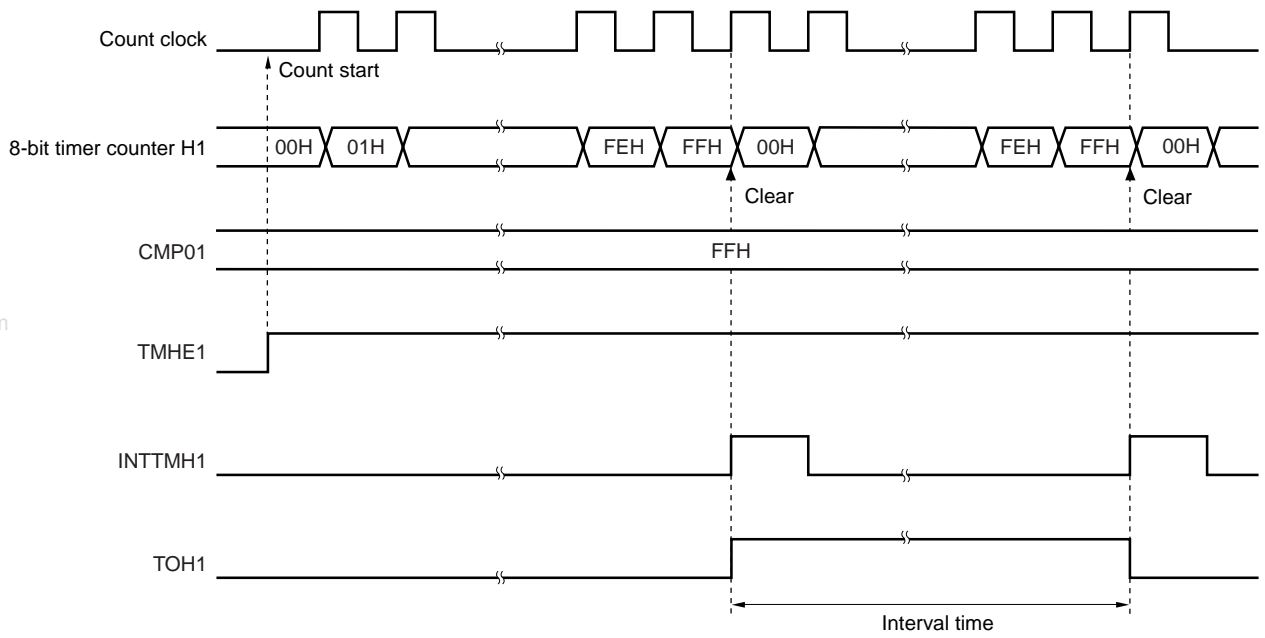 Count clock
Count start
8-bit timer counter H1
00H 01H FEH FFH 00H FEH FFH 00H
Clear Clear
CMP01
FFH
m
TMHE1
INTTMH1
TOH1
Interval time